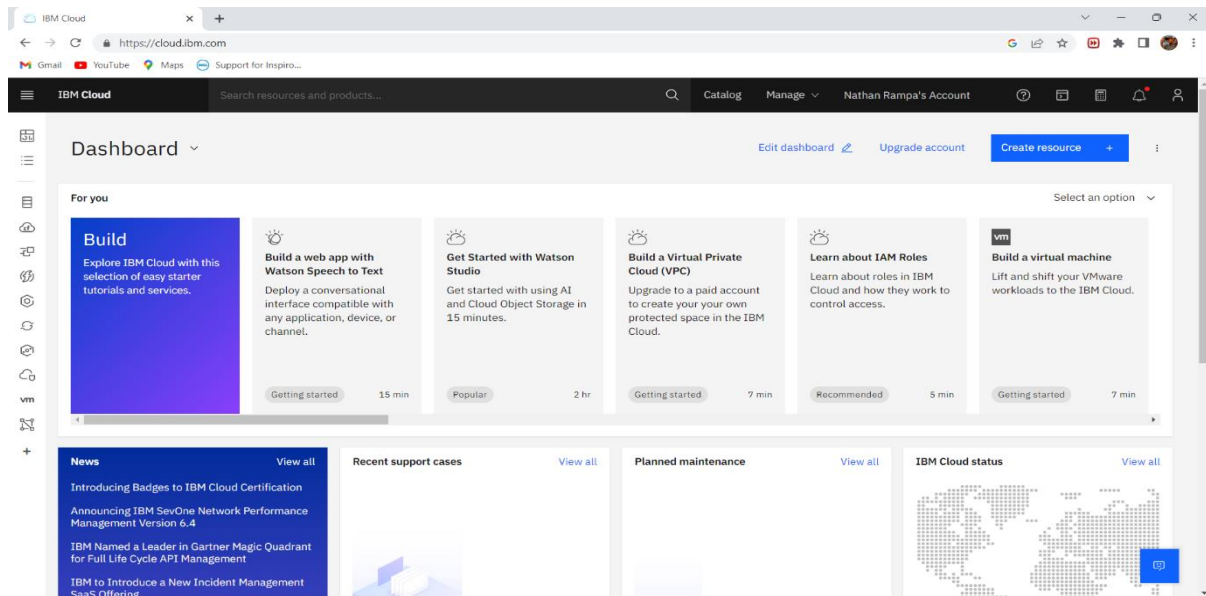 IBM Cloud
https://cloud.ibm.com
Gmail YouTube Maps Support for Inspiro...
IBM Cloud Search resources and products... Catalog Manage Nathan Rampa's Account
Dashboard Edit dashboard Upgrade account Create resource +
For you Select an option
Build
Explore IBM Cloud with this
selection of easy starter
tutorials and services.
Build a web app with
Watson Speech to Text
Deploy a conversational
interface compatible with
any application, device, or
channel.
Getting started 15 min
Get Started with Watson
Studio
Get started with using AI
and Cloud Object Storage in
15 minutes.
Popular 2 hr
Build a Virtual Private
Cloud (VPC)
Upgrade to a paid account
to create your your own
protected space in the IBM
Cloud.
Getting started 7 min
Learn about IAM Roles
Learn about roles in IBM
Cloud and how they work to
control access.
Recommended 5 min
vm
Build a virtual machine
Lift and shift your VMware
workloads to the IBM Cloud.
Getting started 7 min
vm
News View all
Introducing Badges to IBM Cloud Certification
Announcing IBM SevOne Network Performance
Management Version 6.4
IBM Named a Leader in Gartner Magic Quadrant
for Full Life Cycle API Management
IBM to Introduce a New Incident Management
SaaS Offering
Recent support cases View all
Planned maintenance View all
IBM Cloud status View all